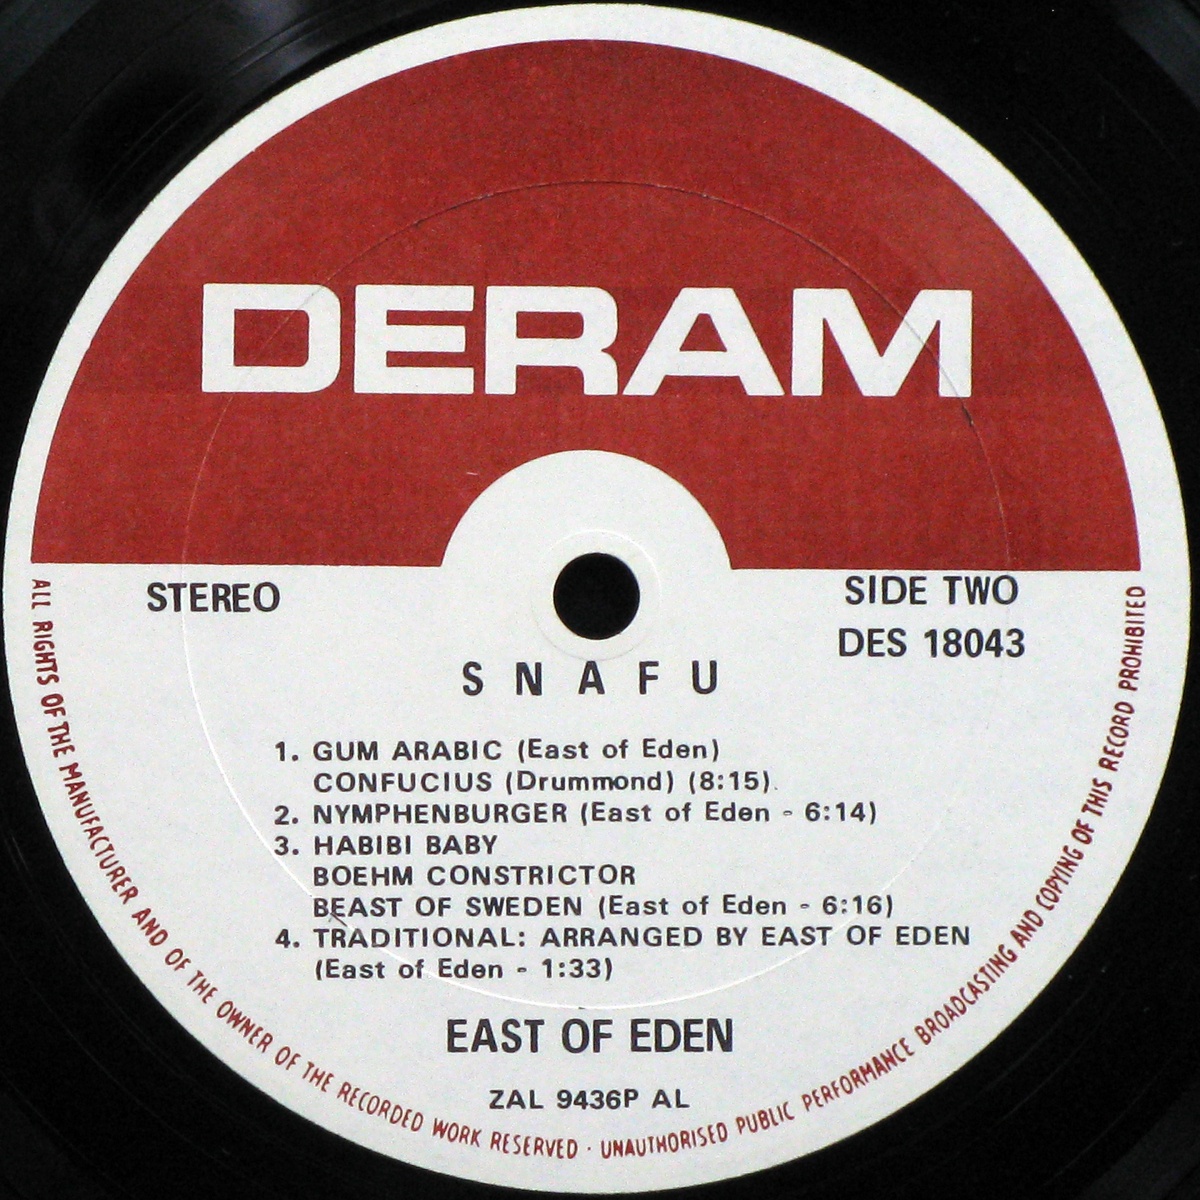 DERAM
STEREO
SIDE TWO
DES 18043
S N A F U
1. GUM ARABIC (East of Eden)
CONFUCIUS (Drummond) (8:15).
2. NYMPHENBURGER (East of Eden - 6:14)
3. HABIBI BABY
BOEHM CONSTRICTOR
BEAST OF SWEDEN (East of Eden - 6:16)
4. TRADITIONAL: ARRANGED BY EAST OF EDEN
(East of Eden - 1:33)
EAST OF EDEN
ZAL 9436P AL
ALL RIGHTS OF THE MANUFACTURER AND OF THE OWNER OF THE RECORDED WORK RESERVED · UNAUTHORISED PUBLIC PERFORMANCE BROADCASTING AND COPYING OF THIS RECORD PROHIBITED